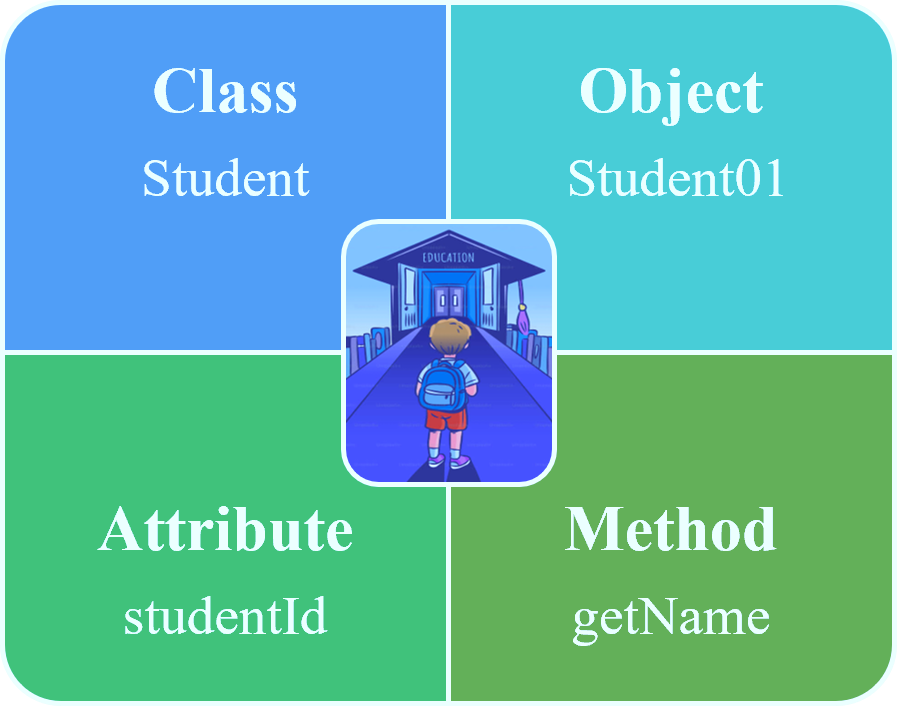 Class
Student
Object
Student01
EDUCATION
Attribute
studentId
Method
getName